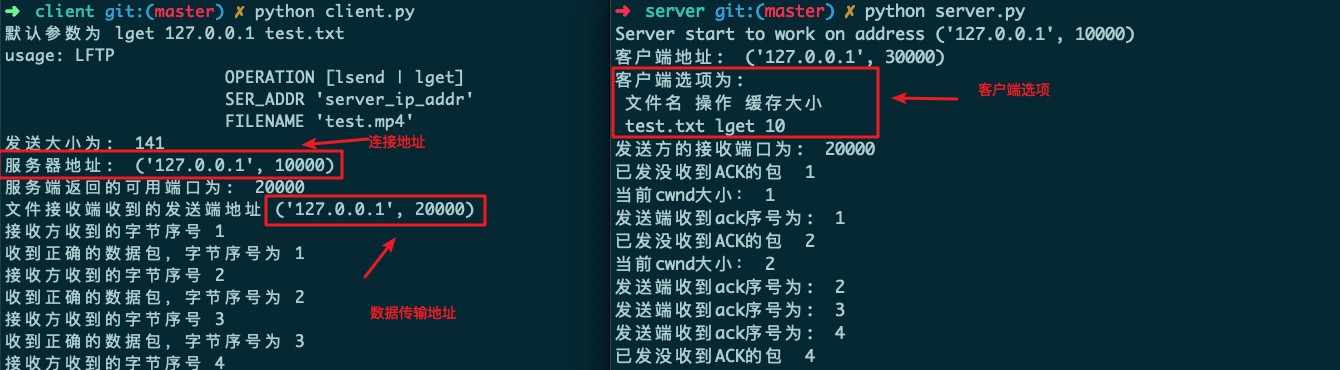 ➜ client git:(master) ✗ python client.py
默认参数为 lget 127.0.0.1 test.txt
usage: LFTP
OPERATION [lsend | lget]
SER_ADDR 'server_ip_addr'
FILENAME 'test.mp4'
发送大小为: 141
连接地址
服务器地址: ('127.0.0.1', 10000)
服务端返回的可用端口为: 20000
文件接收端收到的发送端地址 ('127.0.0.1', 20000)
接收方收到的字节序号 1
收到正确的数据包, 字节序号为 1
接收方收到的字节序号 2
收到正确的数据包, 字节序号为 2
接收方收到的字节序号 3
数据传输地址
收到正确的数据包, 字节序号为 3
接收方收到的字节序号 4
➜ server git:(master) ✗ python server.py
Server start to work on address ('127.0.0.1', 10000)
客户端地址: ('127.0.0.1', 30000)
客户端选项为:
客户端选项
文件名 操作 缓存大小
test.txt lget 10
发送方的接收端口为: 20000
已发没收到ACK的包 1
当前cwnd大小: 1
发送端收到ack序号为: 1
已发没收到ACK的包 2
当前cwnd大小: 2
发送端收到ack序号为: 2
发送端收到ack序号为: 3
发送端收到ack序号为: 4
已发没收到ACK的包 4